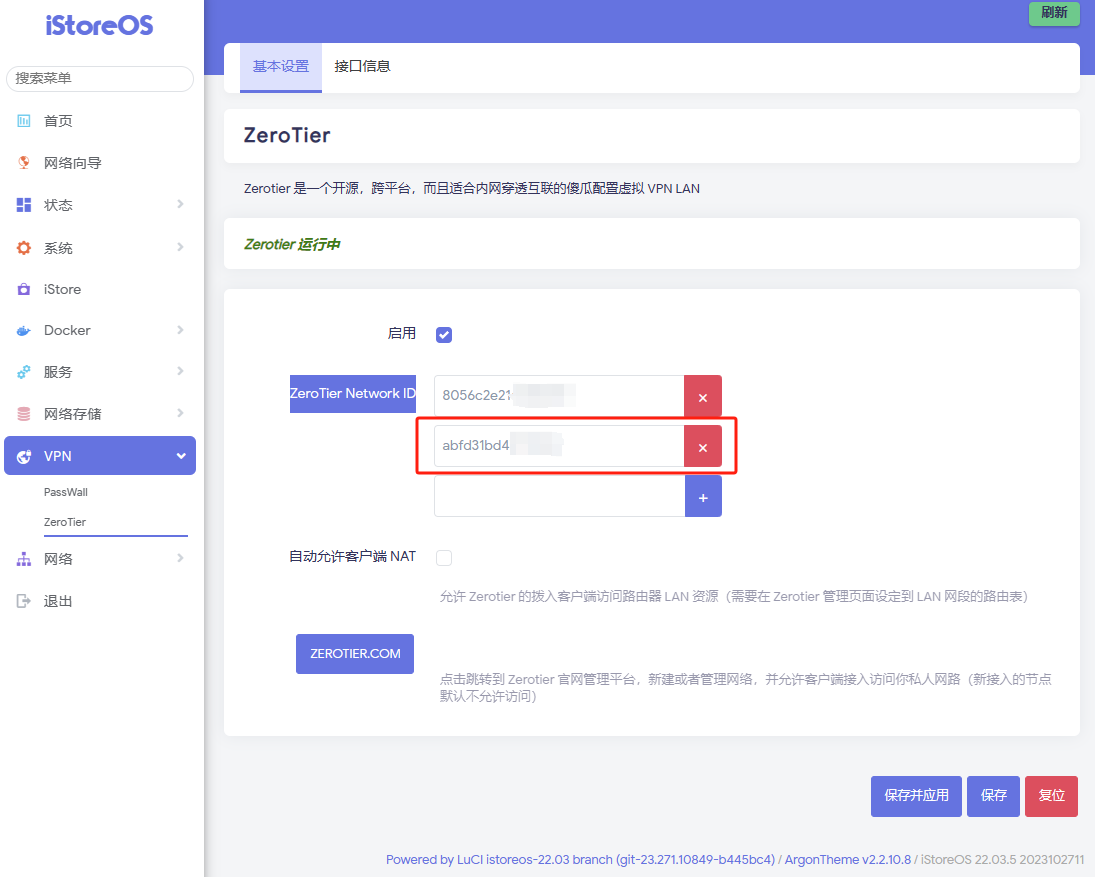 iStoreOS
刷新
搜索菜单
首页
网络向导
状态
系统
iStore
Docker
服务
网络存储
VPN
PassWall
ZeroTier
网络
退出
基本设置 接口信息
ZeroTier
Zerotier 是一个开源，跨平台，而且适合内网穿透互联的傻瓜配置虚拟 VPN LAN
Zerotier 运行中
启用
ZeroTier Network ID
8056c2e21
abfd31bd4
自动允许客户端 NAT
允许 Zerotier 的拨入客户端访问路由器 LAN 资源（需要在 Zerotier 管理页面设定到 LAN 网段的路由表）
ZEROTIER.COM
点击跳转到 Zerotier 官网管理平台，新建或者管理网络，并允许客户端接入访问你私人网路（新接入的节点
默认不允许访问）
保存并应用 保存 复位
Powered by LuCI istoreos-22.03 branch (git-23.271.10849-b445bc4) / ArgonTheme v2.2.10.8 / iStoreOS 22.03.5 2023102711